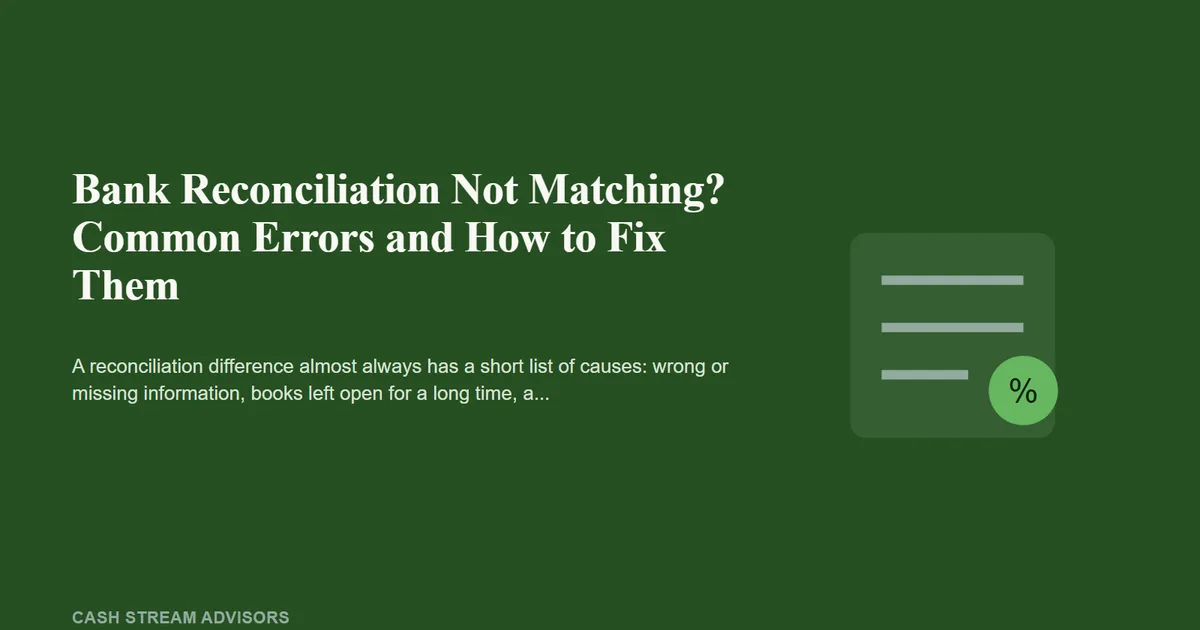 Bank Reconciliation Not Matching?
Common Errors and How to Fix
Them
A reconciliation difference almost always has a short list of causes: wrong or
missing information, books left open for a long time, a...
%
CASH STREAM ADVISORS